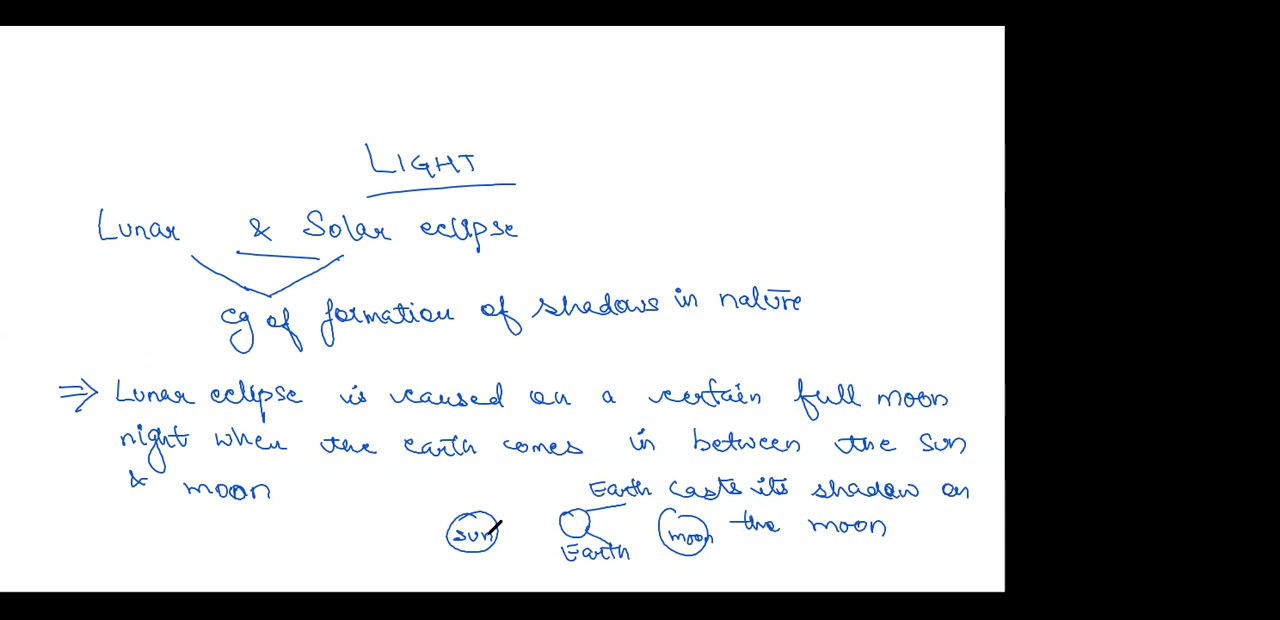 LIGHT
Lunar & Solar eclipse
eg of formation of shadows in nature
⇒ Lunar eclipse is caused on a certain full moon
night when the earth comes in between the sun
& moon
Earth casts its shadow on
the moon
sun Earth moon